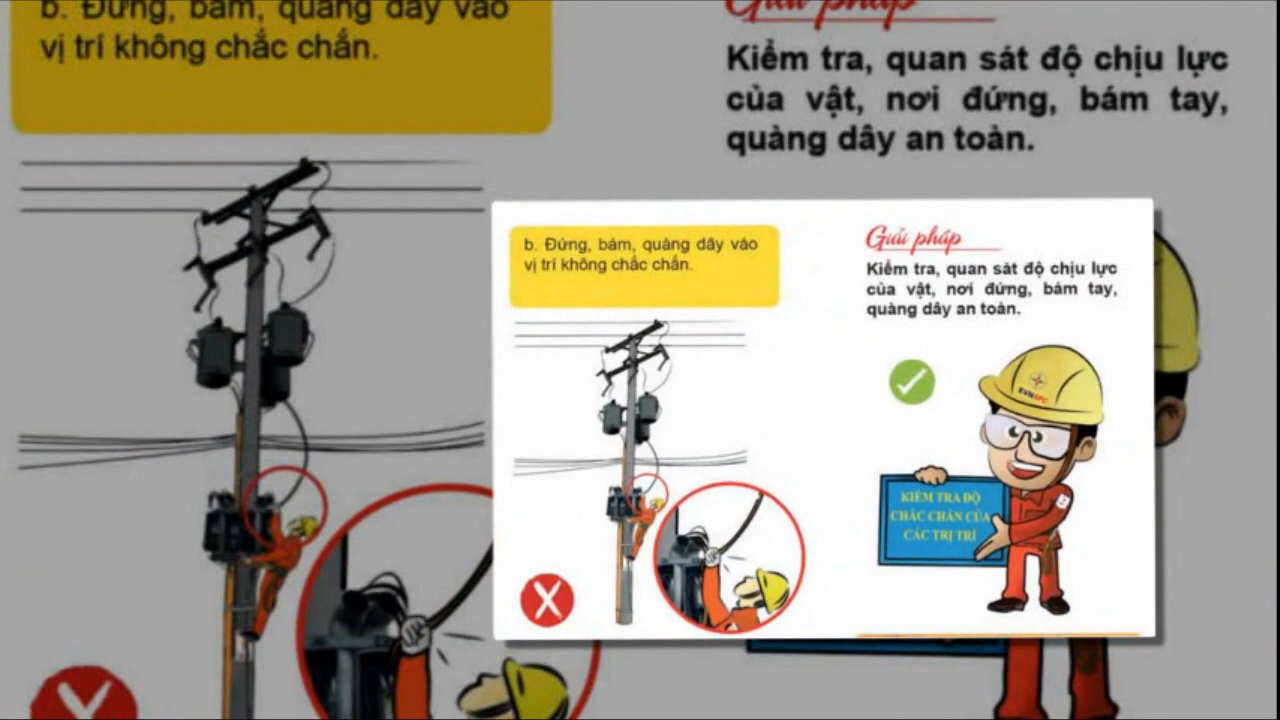 b. Đứng, bám, quàng dây vào
vị trí không chắc chắn.
Giải pháp
Kiểm tra, quan sát độ chịu lực
của vật, nơi đứng, bám tay,
quàng dây an toàn.
b. Đứng, bám, quàng dây vào
vị trí không chắc chắn.
Giải pháp
Kiểm tra, quan sát độ chịu lực
của vật, nơi đứng, bám tay,
quàng dây an toàn.
EVNSPC
KIỂM TRA ĐỘ
CHẮC CHẮN CỦA
CÁC TRỊ TRÍ